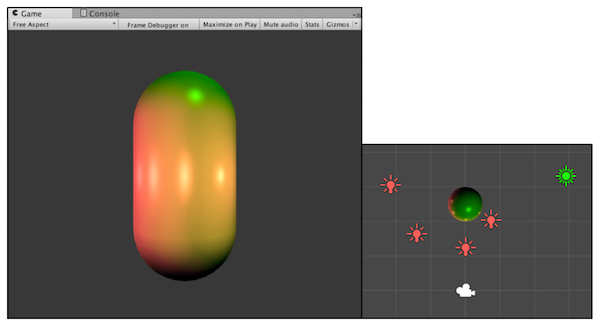 Game
Console
Free Aspect
Frame Debugger on
Maximize on Play
Mute audio
Stats
Gizmos